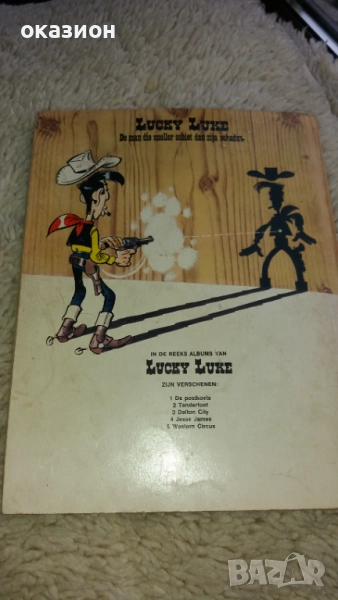 оказион
LUCKY LUKE
De man die sneller schiet dan zijn schaduw.
IN DE REEKS ALBUMS VAN
LUCKY LUKE
ZIJN VERSCHENEN:
1 De postkoets
2 Tenderfoot
3 Dalton City
4 Jesse James
5 Western Circus
BAZAR